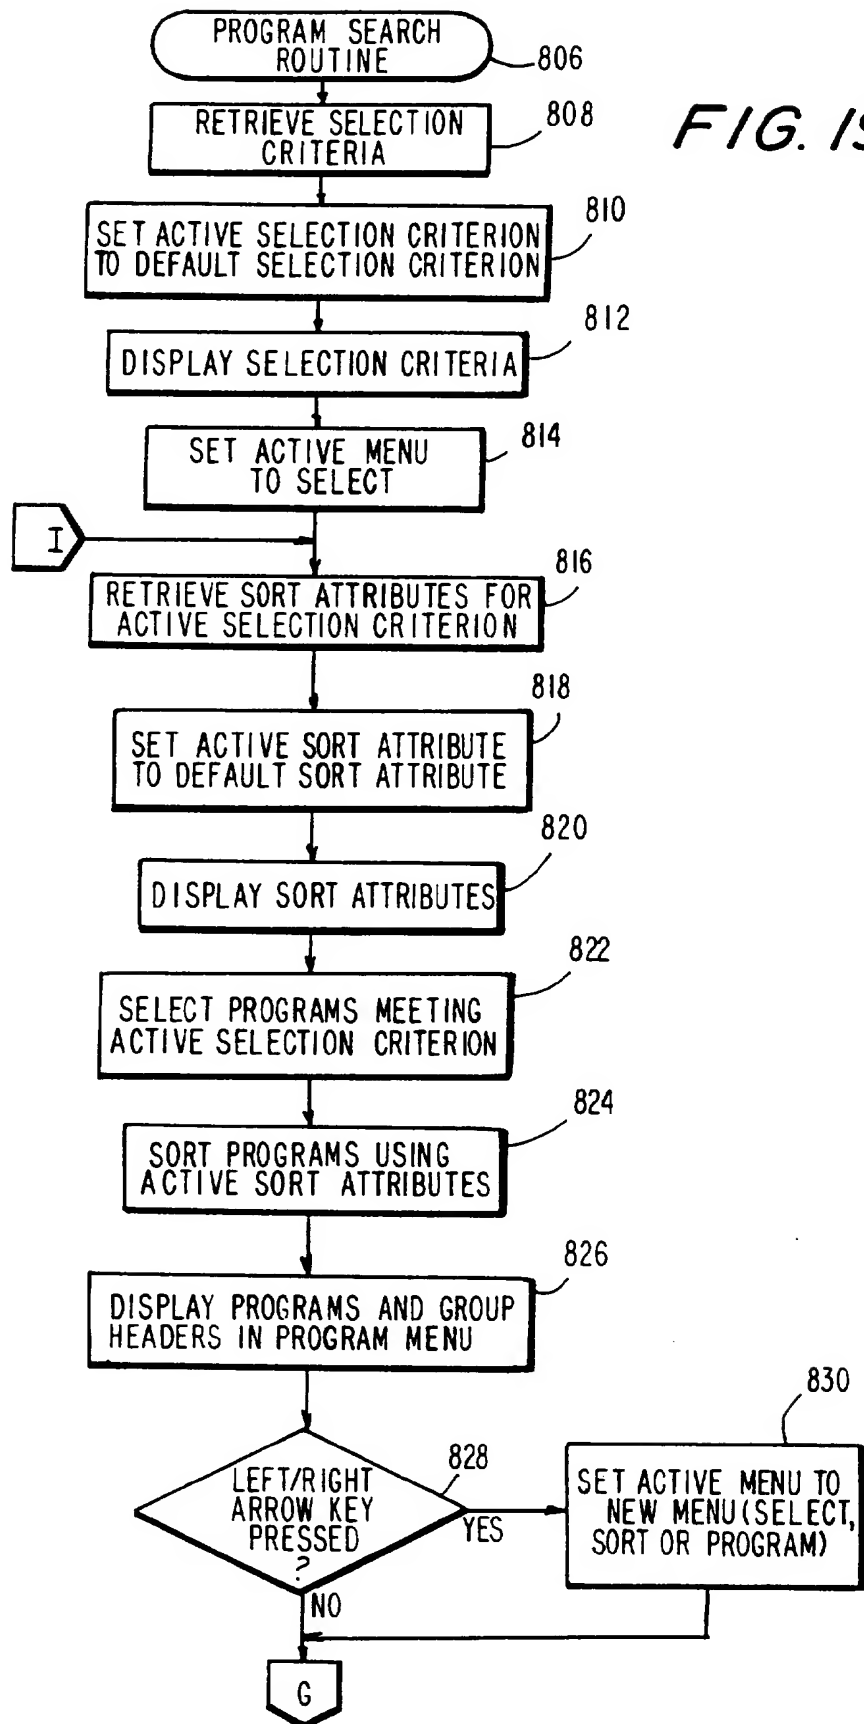 PROGRAM SEARCH
ROUTINE
806
RETRIEVE SELECTION
CRITERIA
808
SET ACTIVE SELECTION CRITERION
TO DEFAULT SELECTION CRITERION
810
DISPLAY SELECTION CRITERIA
812
SET ACTIVE MENU
TO SELECT
814
I
RETRIEVE SORT ATTRIBUTES FOR
ACTIVE SELECTION CRITERION
816
SET ACTIVE SORT ATTRIBUTE
TO DEFAULT SORT ATTRIBUTE
818
DISPLAY SORT ATTRIBUTES
820
SELECT PROGRAMS MEETING
ACTIVE SELECTION CRITERION
822
SORT PROGRAMS USING
ACTIVE SORT ATTRIBUTES
824
DISPLAY PROGRAMS AND GROUP
HEADERS IN PROGRAM MENU
826
LEFT/RIGHT
ARROW KEY
PRESSED
?
828
YES
SET ACTIVE MENU TO
NEW MENU (SELECT,
SORT OR PROGRAM)
830
NO
G
FIG.